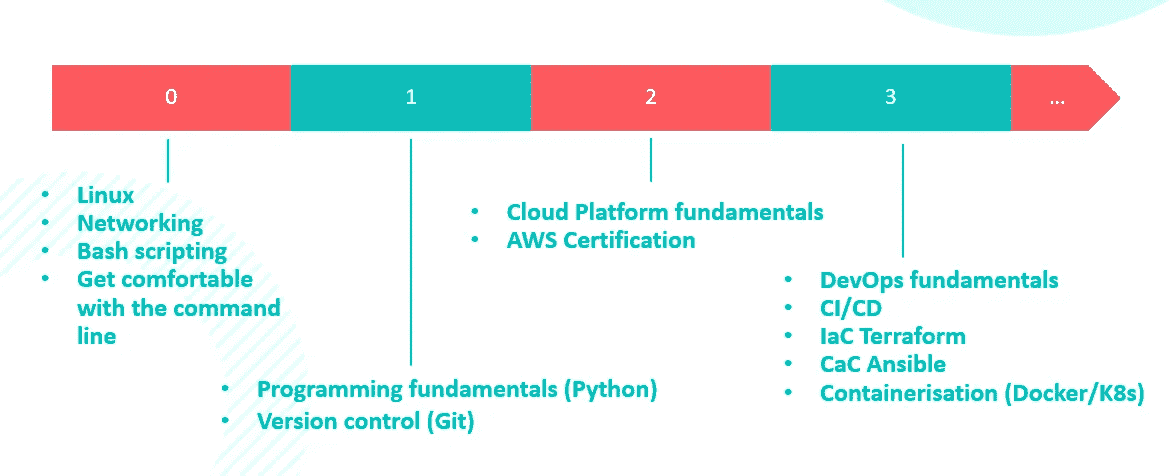 0
1
2
3
...
• Linux
• Networking
• Bash scripting
• Get comfortable
with the command
line
• Programming fundamentals (Python)
• Version control (Git)
• Cloud Platform fundamentals
• AWS Certification
• DevOps fundamentals
• CI/CD
• IaC Terraform
• CaC Ansible
• Containerisation (Docker/K8s)